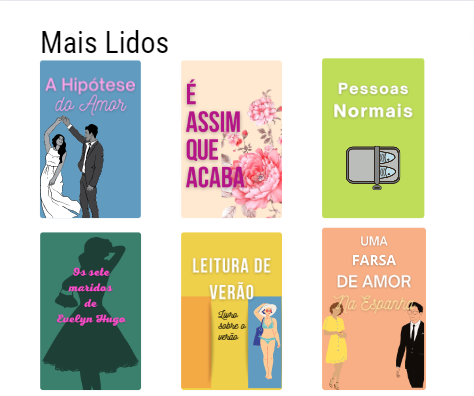 Mais Lidos
A Hipótese
do Amor
É
ASSIM
QUE
ACABA
Pessoas
Normais
Os sete
maridos
de
Evelyn Hugo
LEITURA DE
VERÃO
Livro
sobre o
verão
UMA
FARSA
DE AMOR
Na Espanha